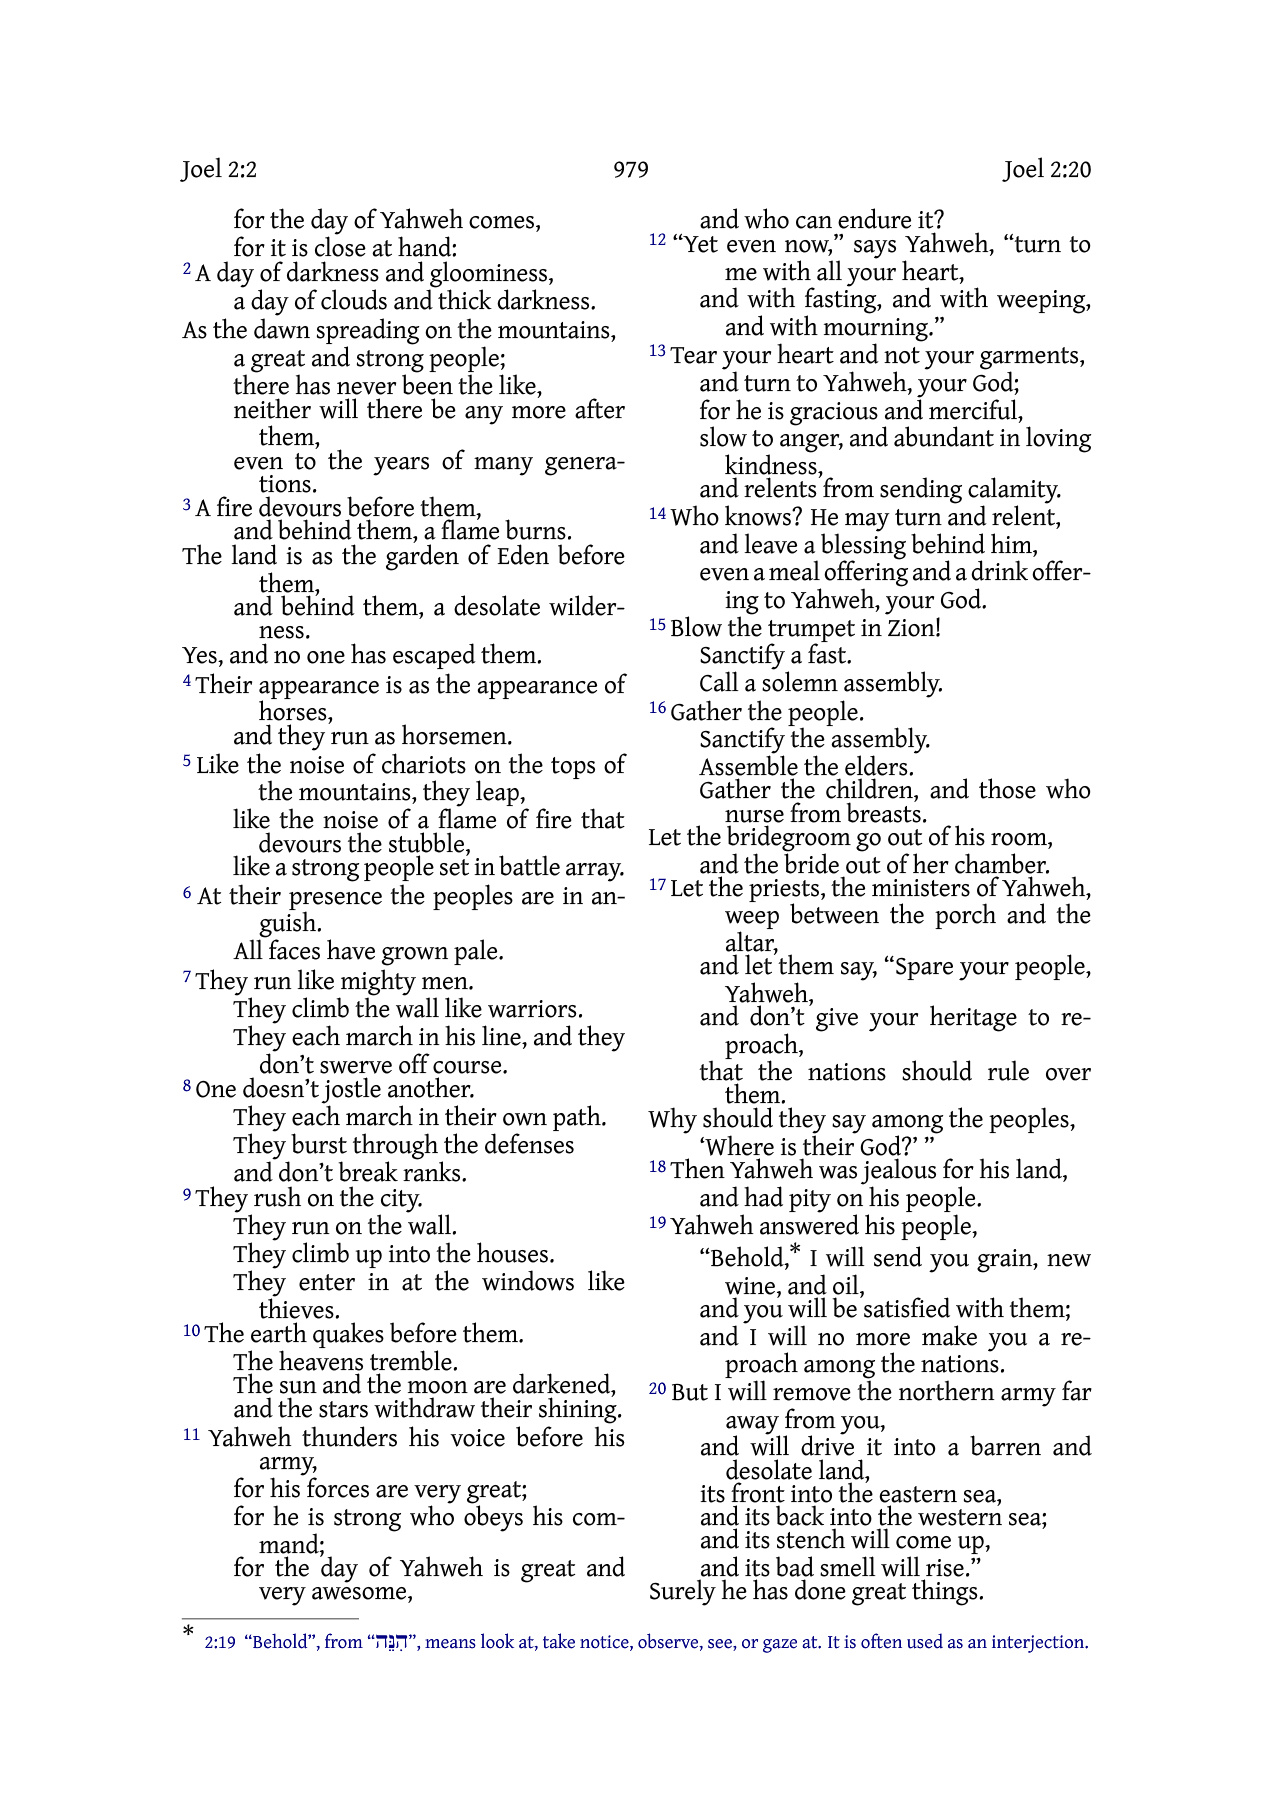 Joel 2:2 979 Joel 2:20
for the day of Yahweh comes,
for it is close at hand:
2 A day of darkness and gloominess,
a day of clouds and thick darkness.
As the dawn spreading on the mountains,
a great and strong people;
there has never been the like,
neither will there be any more after
them,
even to the years of many genera-
tions.
3 A fire devours before them,
and behind them, a flame burns.
The land is as the garden of Eden before
them,
and behind them, a desolate wilder-
ness.
Yes, and no one has escaped them.
4 Their appearance is as the appearance of
horses,
and they run as horsemen.
5 Like the noise of chariots on the tops of
the mountains, they leap,
like the noise of a flame of fire that
devours the stubble,
like a strong people set in battle array.
6 At their presence the peoples are in an-
guish.
All faces have grown pale.
7 They run like mighty men.
They climb the wall like warriors.
They each march in his line, and they
don’t swerve off course.
8 One doesn’t jostle another.
They each march in their own path.
They burst through the defenses
and don’t break ranks.
9 They rush on the city.
They run on the wall.
They climb up into the houses.
They enter in at the windows like
thieves.
10 The earth quakes before them.
The heavens tremble.
The sun and the moon are darkened,
and the stars withdraw their shining.
11 Yahweh thunders his voice before his
army,
for his forces are very great;
for he is strong who obeys his com-
mand;
for the day of Yahweh is great and
very awesome,
and who can endure it?
12 “Yet even now,” says Yahweh, “turn to
me with all your heart,
and with fasting, and with weeping,
and with mourning.”
13 Tear your heart and not your garments,
and turn to Yahweh, your God;
for he is gracious and merciful,
slow to anger, and abundant in loving
kindness,
and relents from sending calamity.
14 Who knows? He may turn and relent,
and leave a blessing behind him,
even a meal offering and a drink offer-
ing to Yahweh, your God.
15 Blow the trumpet in Zion!
Sanctify a fast.
Call a solemn assembly.
16 Gather the people.
Sanctify the assembly.
Assemble the elders.
Gather the children, and those who
nurse from breasts.
Let the bridegroom go out of his room,
and the bride out of her chamber.
17 Let the priests, the ministers of Yahweh,
weep between the porch and the
altar,
and let them say, “Spare your people,
Yahweh,
and don’t give your heritage to re-
proach,
that the nations should rule over
them.
Why should they say among the peoples,
‘Where is their God?’ ”
18 Then Yahweh was jealous for his land,
and had pity on his people.
19 Yahweh answered his people,
“Behold,* I will send you grain, new
wine, and oil,
and you will be satisfied with them;
and I will no more make you a re-
proach among the nations.
20 But I will remove the northern army far
away from you,
and will drive it into a barren and
desolate land,
its front into the eastern sea,
and its back into the western sea;
and its stench will come up,
and its bad smell will rise.”
Surely he has done great things.
* 2:19 “Behold”, from “הִנֵּה”, means look at, take notice, observe, see, or gaze at. It is often used as an interjection.